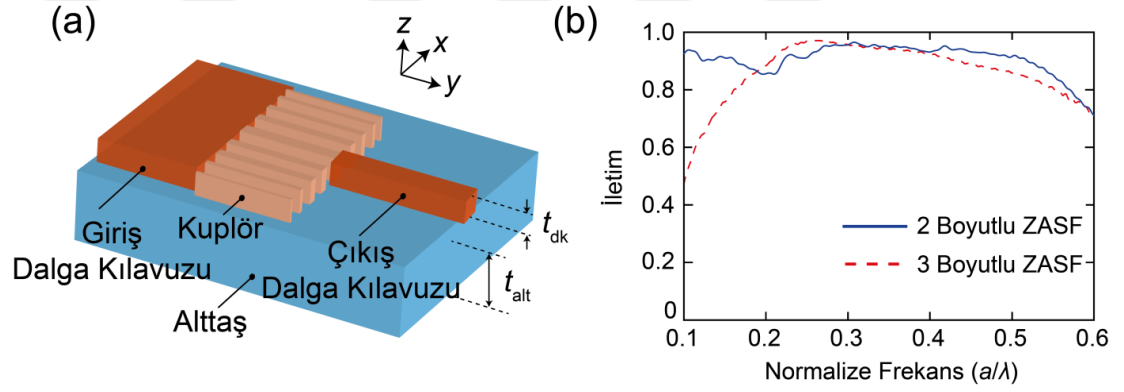 (a)
z
x
y
Giriş
Dalga Kılavuzu
Kuplör
Çıkış
Dalga Kılavuzu
Alttaş
tdk
talt
(b)
İletim
1.0
0.8
0.6
0.4
0.2
0
2 Boyutlu ZASF
3 Boyutlu ZASF
0.1 0.2 0.3 0.4 0.5 0.6
Normalize Frekans (a/λ)